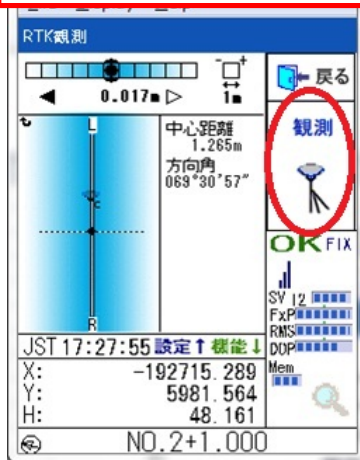 RTK観測
戻る
◀ 0.017m ▷ 1m
中心距離
1.265m
方向角
069°30'57"
L
C
R
観測
OK FIX
SV 12
FxP
RMS
DOP
Mem
JST 17:27:55 設定↑機能↓
X: -192715.289
Y: 5981.564
H: 48.161
NO.2+1.000